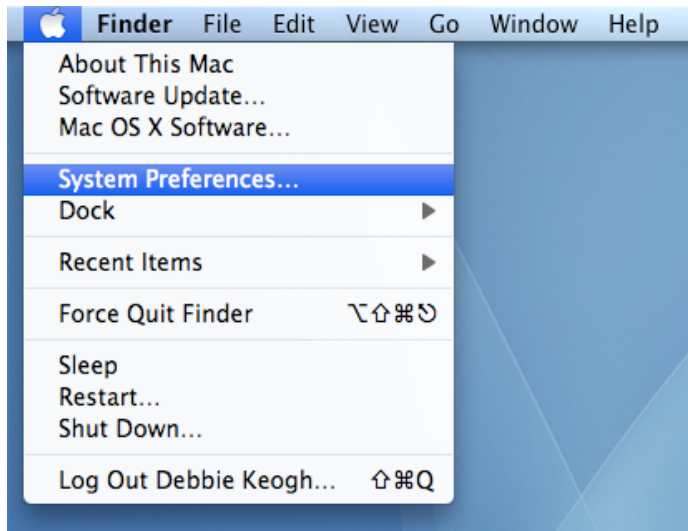 Finder File Edit View Go Window Help
About This Mac
Software Update...
Mac OS X Software...
System Preferences...
Dock
Recent Items
Force Quit Finder ⌥⇧⌘⎋
Sleep
Restart...
Shut Down...
Log Out Debbie Keogh... ⇧⌘Q